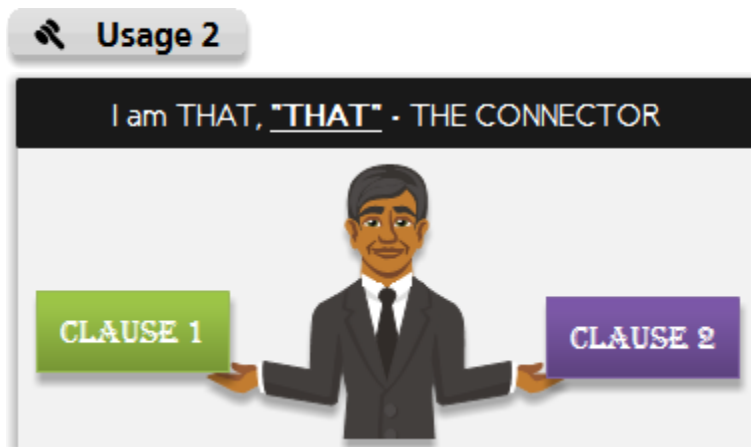 Usage 2
I am THAT, "THAT" - THE CONNECTOR
CLAUSE 1
CLAUSE 2